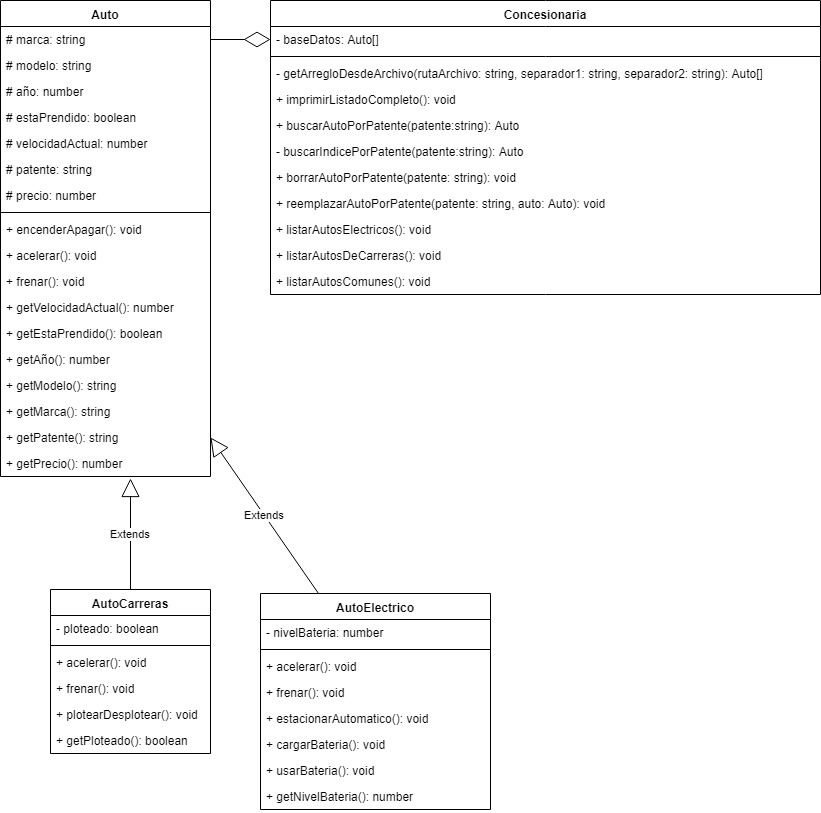 Auto
# marca: string
# modelo: string
# año: number
# estaPrendido: boolean
# velocidadActual: number
# patente: string
# precio: number
+ encenderApagar(): void
+ acelerar(): void
+ frenar(): void
+ getVelocidadActual(): number
+ getEstaPrendido(): boolean
+ getAño(): number
+ getModelo(): string
+ getMarca(): string
+ getPatente(): string
+ getPrecio(): number
Concesionaria
- baseDatos: Auto[]
- getArregloDesdeArchivo(rutaArchivo: string, separador1: string, separador2: string): Auto[]
+ imprimirListadoCompleto(): void
+ buscarAutoPorPatente(patente:string): Auto
- buscarIndicePorPatente(patente:string): Auto
+ borrarAutoPorPatente(patente: string): void
+ reemplazarAutoPorPatente(patente: string, auto: Auto): void
+ listarAutosElectricos(): void
+ listarAutosDeCarreras(): void
+ listarAutosComunes(): void
Extends
Extends
AutoCarreras
- ploteado: boolean
+ acelerar(): void
+ frenar(): void
+ plotearDesplotear(): void
+ getPloteado(): boolean
AutoElectrico
- nivelBateria: number
+ acelerar(): void
+ frenar(): void
+ estacionarAutomatico(): void
+ cargarBateria(): void
+ usarBateria(): void
+ getNivelBateria(): number